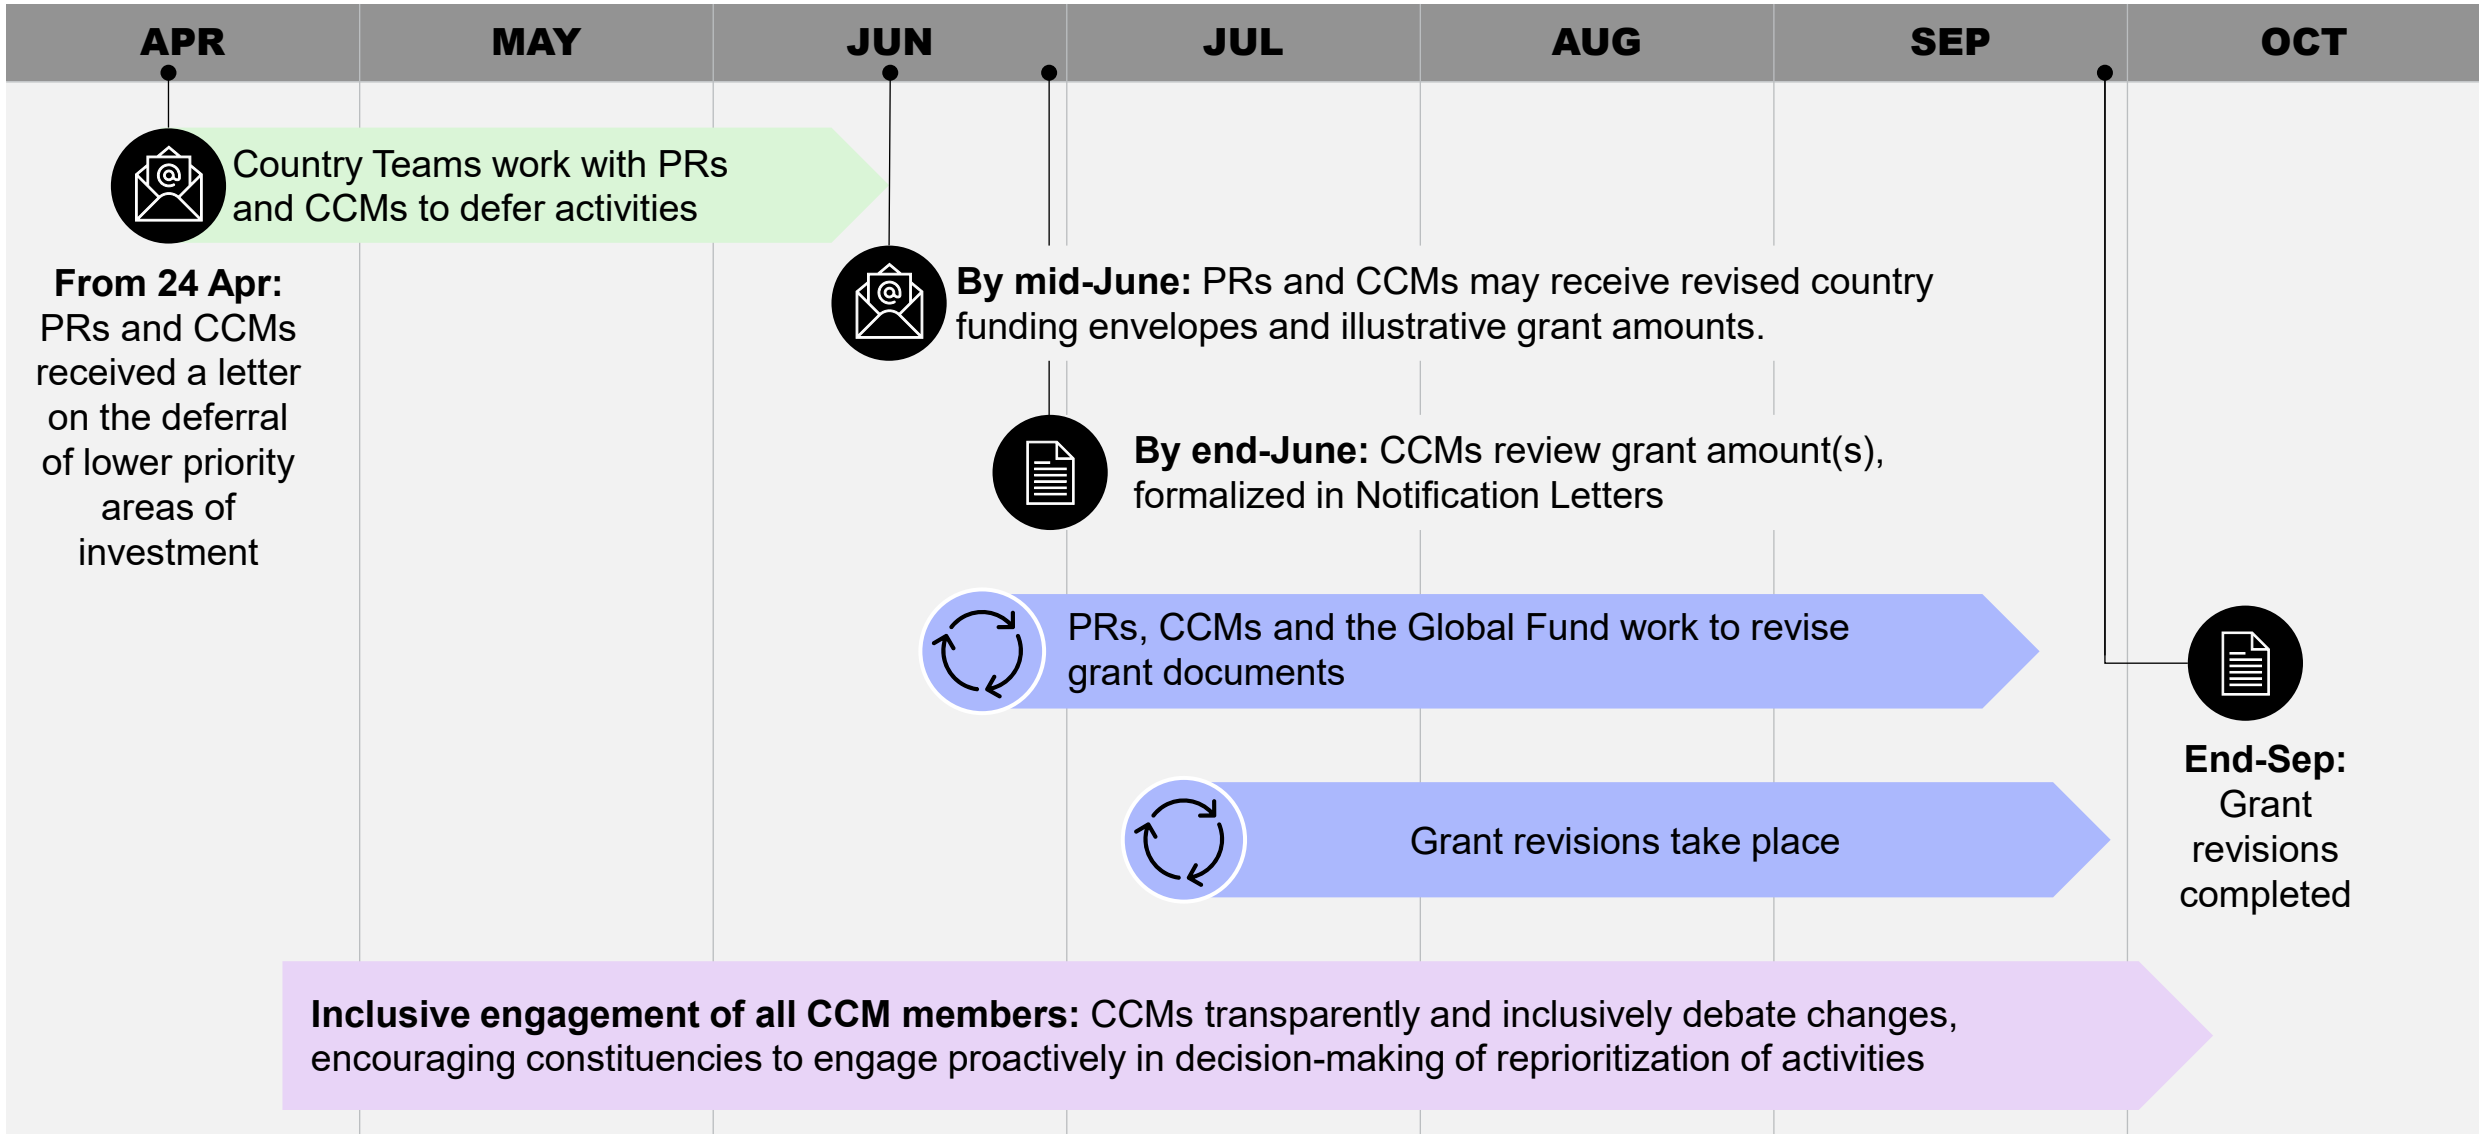 APR
MAY
JUN
JUL
AUG
SEP
OCT
Country Teams work with PRs
and CCMs to defer activities
From 24 Apr:
PRs and CCMs
received a letter
on the deferral
of lower priority
areas of
investment
By mid-June: PRs and CCMs may receive revised country
funding envelopes and illustrative grant amounts.
By end-June: CCMs review grant amount(s),
formalized in Notification Letters
PRs, CCMs and the Global Fund work to revise
grant documents
Grant revisions take place
End-Sep:
Grant
revisions
completed
Inclusive engagement of all CCM members: CCMs transparently and inclusively debate changes,
encouraging constituencies to engage proactively in decision-making of reprioritization of activities